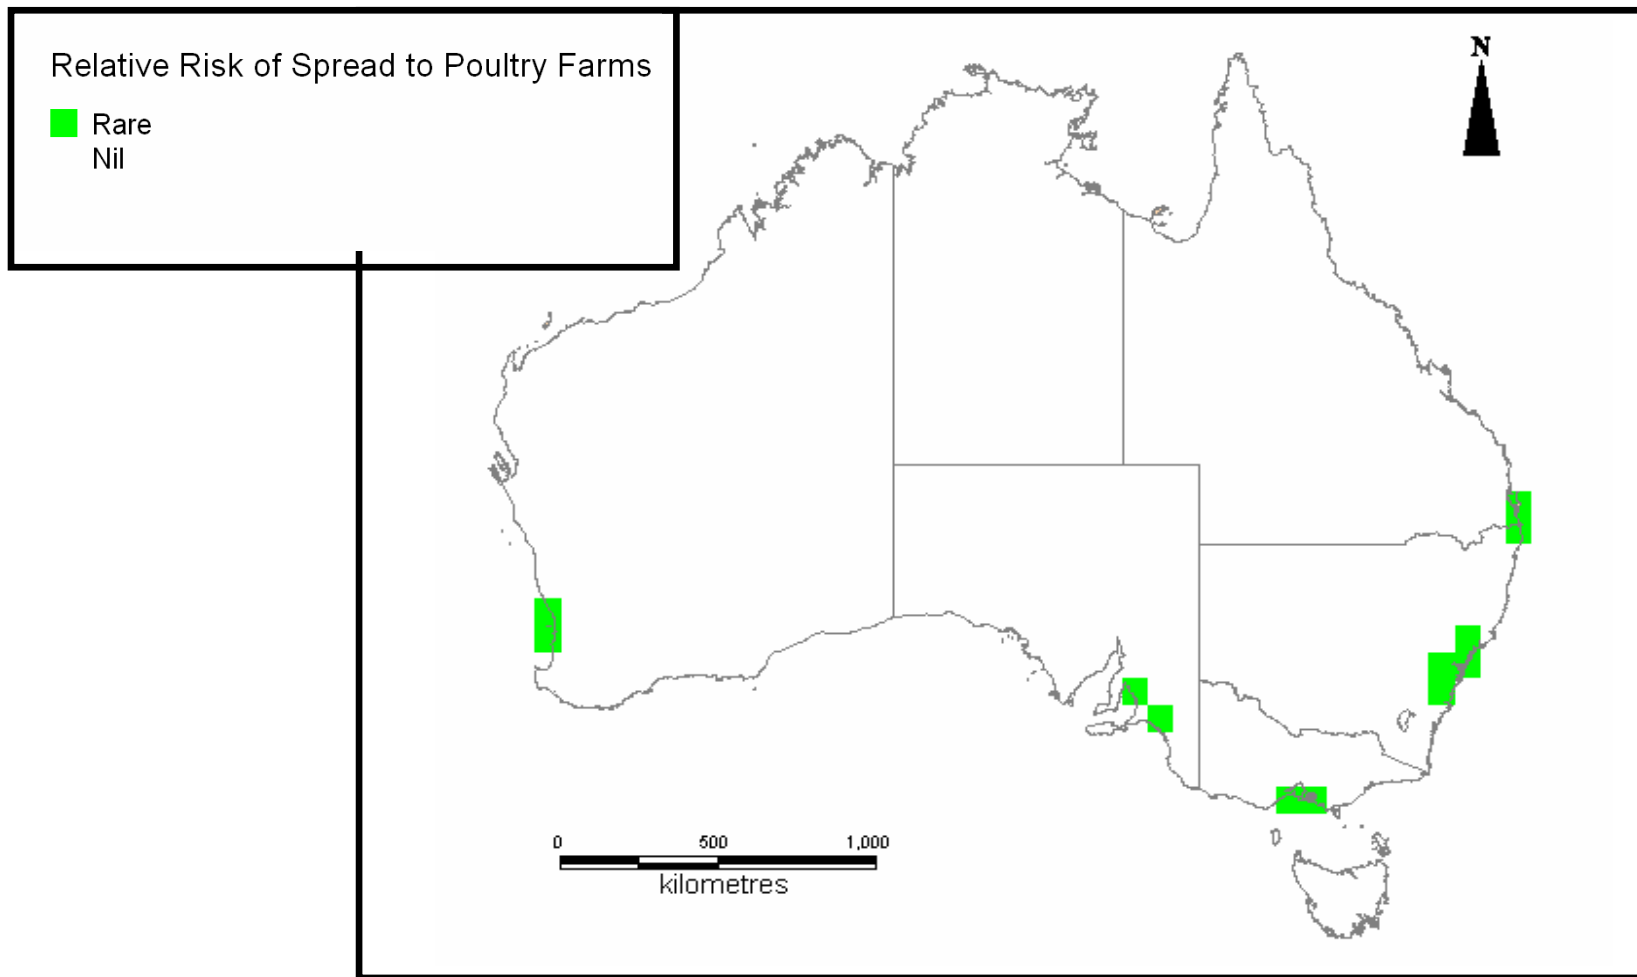 Relative Risk of Spread to Poultry Farms
Rare
Nil
N
0 500 1,000
kilometres